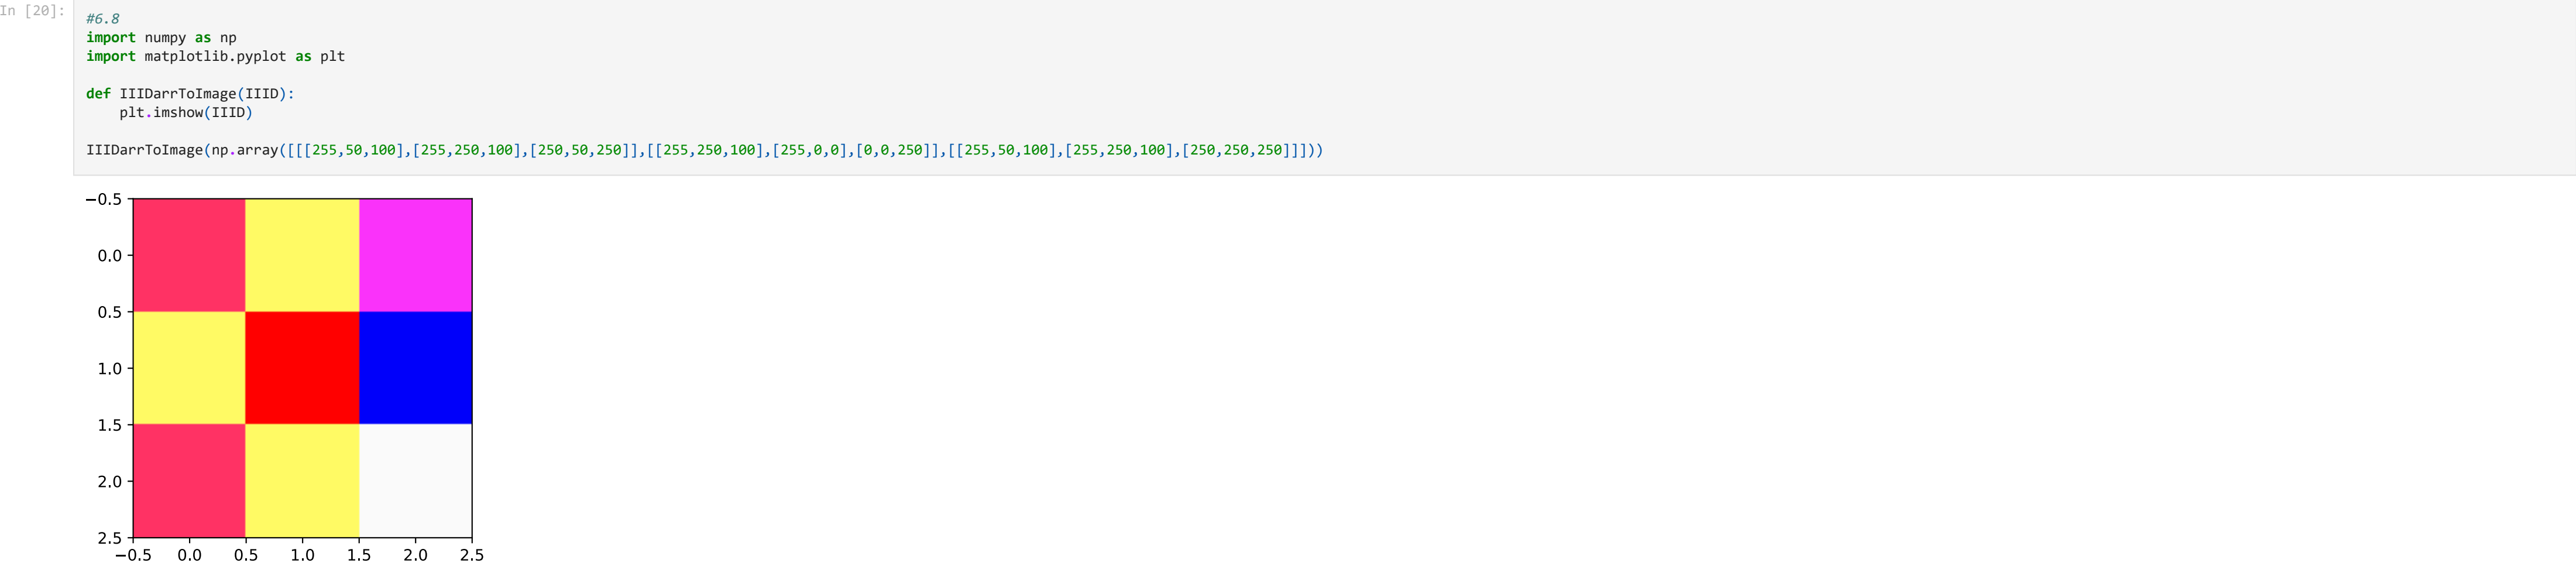 In [20]:
#6.8
import numpy as np
import matplotlib.pyplot as plt
def IIIDarrToImage(IIID):
plt.imshow(IIID)
IIIDarrToImage(np.array([[[255,50,100],[255,250,100],[250,50,250]],[[255,250,100],[255,0,0],[0,0,250]],[[255,50,100],[255,250,100],[250,250,250]]]))
−0.5
0.0
0.5
1.0
1.5
2.0
2.5
−0.5 0.0 0.5 1.0 1.5 2.0 2.5